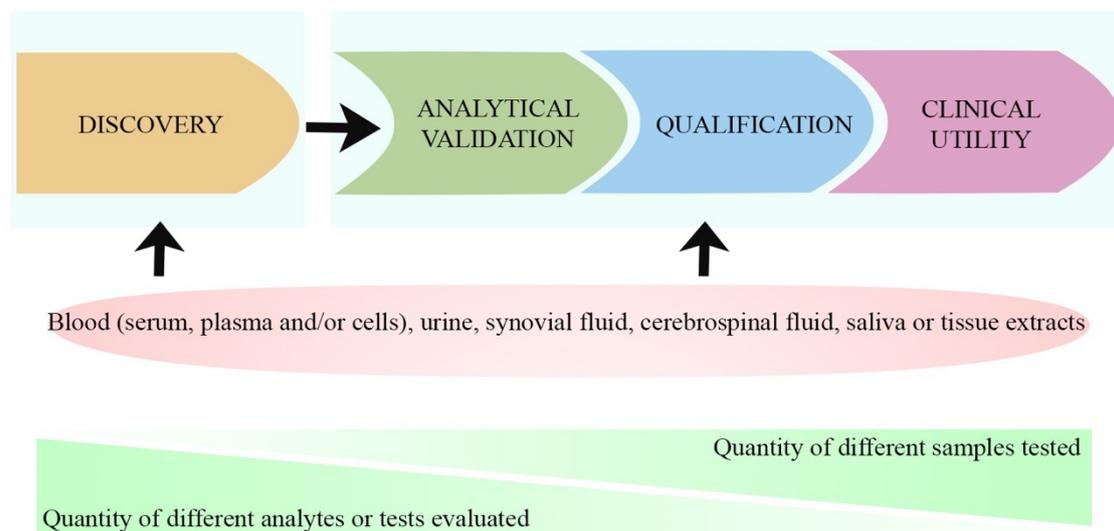 DISCOVERY
ANALYTICAL
VALIDATION
QUALIFICATION
CLINICAL
UTILITY
Blood (serum, plasma and/or cells), urine, synovial fluid, cerebrospinal fluid, saliva or tissue extracts
Quantity of different samples tested
Quantity of different analytes or tests evaluated